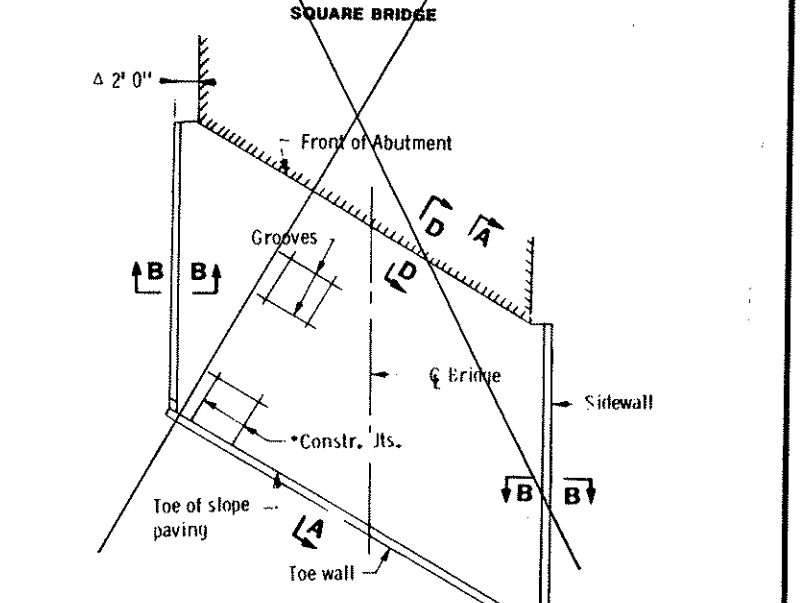 SQUARE BRIDGE
Δ 2' 0"
Front of Abutment
D A
Grooves
D
B B
℄ Bridge
Sidewall
*Constr. Jts.
B B
Toe of slope
paving
A
Toe wall